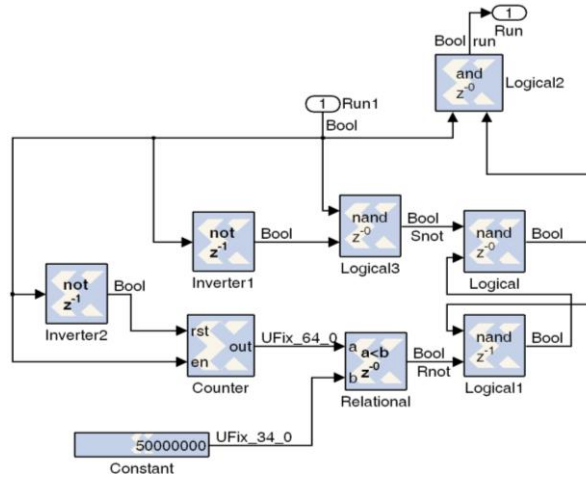 1
Bool run
Run
and
z-0
Logical2
1
Run1
Bool
not
z-1
Bool
Inverter1
nand
z-0
Bool
Snot
Logical3
nand
z-0
Bool
Logical
not
z-1
Bool
Inverter2
rst
en
out
UFix_64_0
Counter
a
b
a<b
z-0
Bool
Rnot
Relational
nand
z-1
Bool
Logical1
50000000
UFix_34_0
Constant